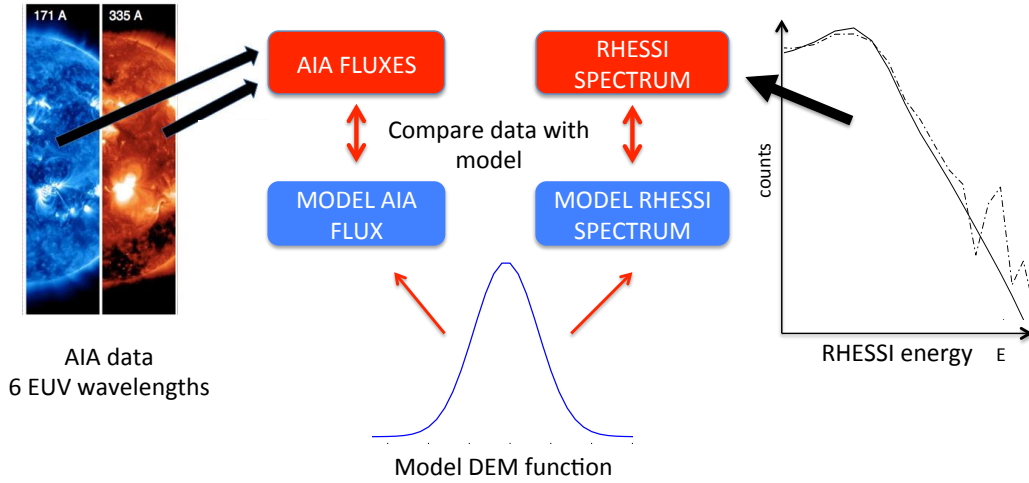 171 A
335 A
AIA FLUXES
RHESSI
SPECTRUM
Compare data with
model
MODEL AIA
FLUX
MODEL RHESSI
SPECTRUM
counts
RHESSI energy
E
AIA data
6 EUV wavelengths
Model DEM function